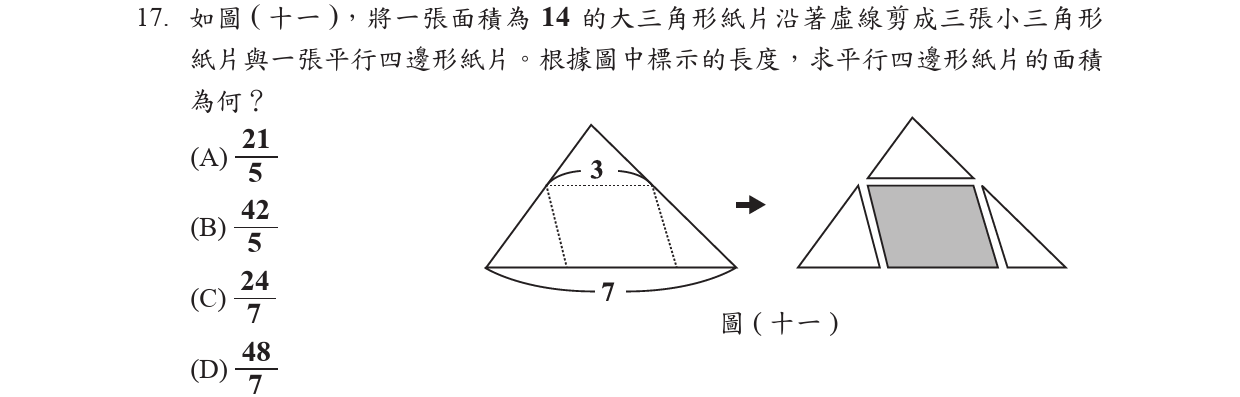 17. 如圖(十一)，將一張面積為 14 的大三角形紙片沿著虛線剪成三張小三角形
紙片與一張平行四邊形紙片。根據圖中標示的長度，求平行四邊形紙片的面積
為何？
(A) 21/5
(B) 42/5
(C) 24/7
(D) 48/7
3
7
圖(十一)